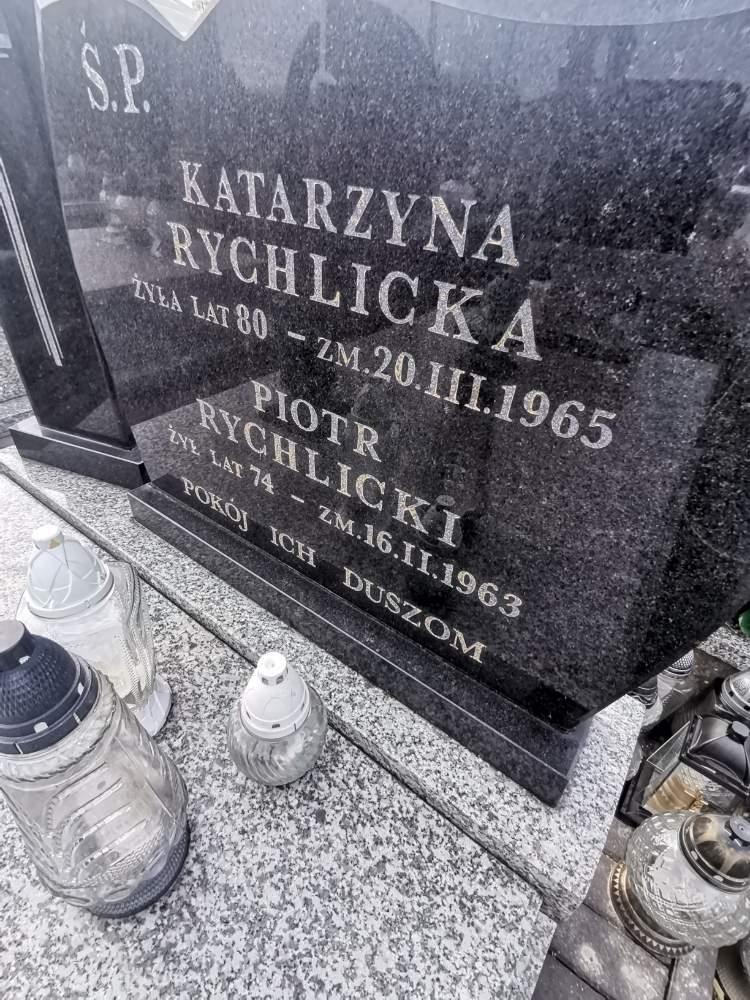 Ś.P.
KATARZYNA
RYCHLICKA
ŻYŁA LAT 80 – ZM.20.III.1965
PIOTR
RYCHLICKI
ŻYŁ LAT 74 – ZM.16.II.1963
POKÓJ ICH DUSZOM